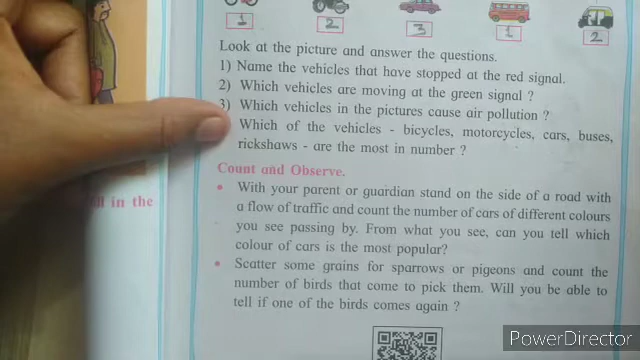 1 2 3 1 2
Look at the picture and answer the questions.
1) Name the vehicles that have stopped at the red signal.
2) Which vehicles are moving at the green signal ?
3) Which vehicles in the pictures cause air pollution ?
Which of the vehicles - bicycles, motorcycles, cars, buses,
rickshaws - are the most in number ?
in the
Count and Observe.
• With your parent or guardian stand on the side of a road with
a flow of traffic and count the number of cars of different colours
you see passing by. From what you see, can you tell which
colour of cars is the most popular?
• Scatter some grains for sparrows or pigeons and count the
number of birds that come to pick them. Will you be able to
tell if one of the birds comes again ?
PowerDirector